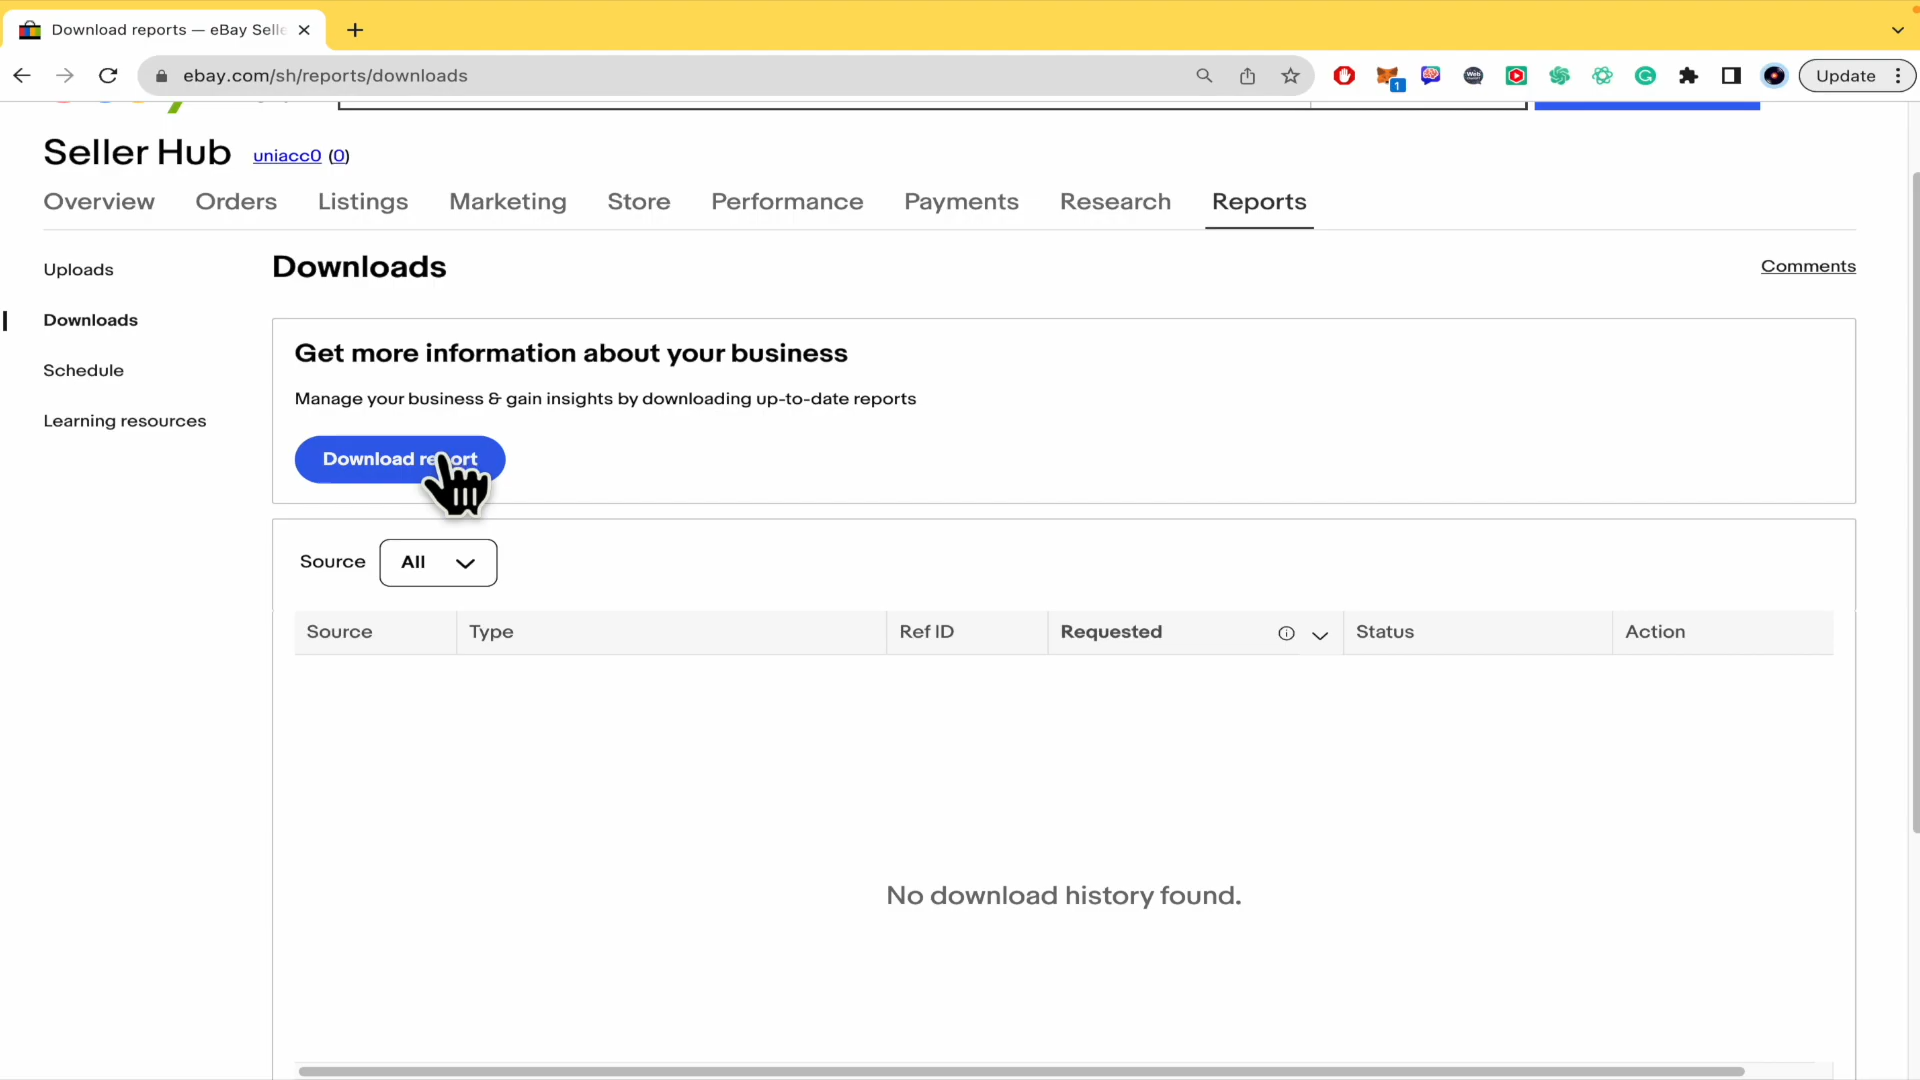 Download reports — eBay Selle
ebay.com/sh/reports/downloads
1
Update
Seller Hub uniacc0 (0)
Overview Orders Listings Marketing Store Performance Payments Research Reports
Uploads
Downloads
Schedule
Learning resources
Downloads
Comments
Get more information about your business
Manage your business & gain insights by downloading up-to-date reports
Download report
Source All
Source Type Ref ID Requested Status Action
No download history found.